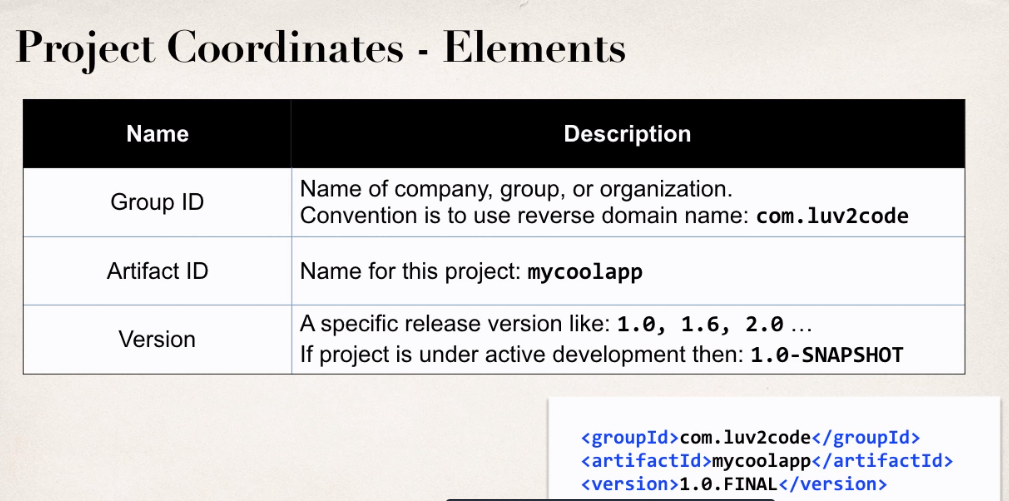 Project Coordinates - Elements
Name
Description
Group ID
Name of company, group, or organization.
Convention is to use reverse domain name: com.luv2code
Artifact ID
Name for this project: mycoolapp
Version
A specific release version like: 1.0, 1.6, 2.0 …
If project is under active development then: 1.0-SNAPSHOT
<groupId>com.luv2code</groupId>
<artifactId>mycoolapp</artifactId>
<version>1.0.FINAL</version>